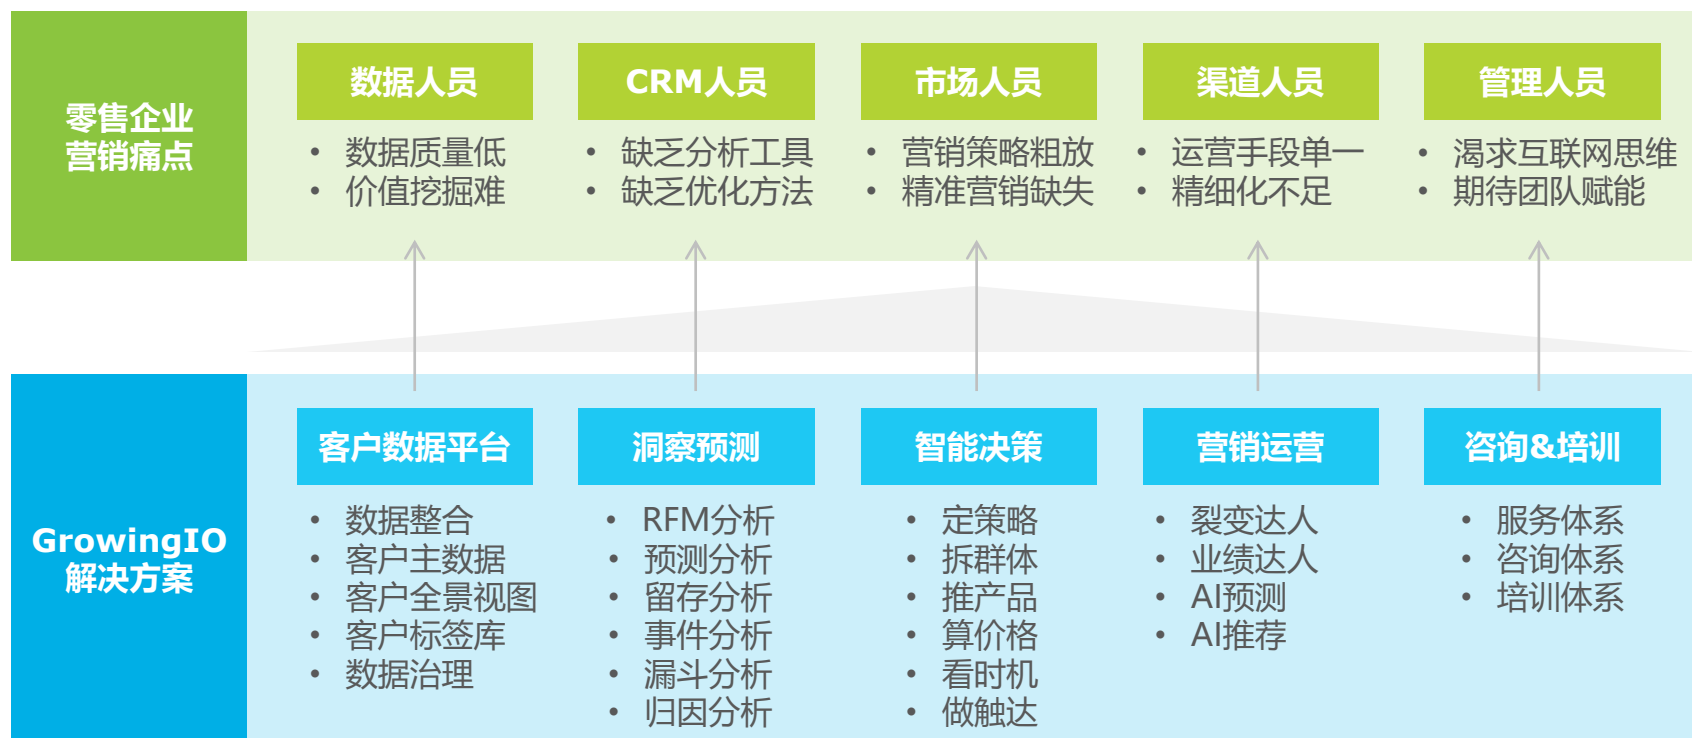 零售企业
营销痛点
数据人员
• 数据质量低
• 价值挖掘难
CRM人员
• 缺乏分析工具
• 缺乏优化方法
市场人员
• 营销策略粗放
• 精准营销缺失
渠道人员
• 运营手段单一
• 精细化不足
管理人员
• 渴求互联网思维
• 期待团队赋能
GrowingIO
解决方案
客户数据平台
• 数据整合
• 客户主数据
• 客户全景视图
• 客户标签库
• 数据治理
洞察预测
• RFM分析
• 预测分析
• 留存分析
• 事件分析
• 漏斗分析
• 归因分析
智能决策
• 定策略
• 拆群体
• 推产品
• 算价格
• 看时机
• 做触达
营销运营
• 裂变达人
• 业绩达人
• AI预测
• AI推荐
咨询&培训
• 服务体系
• 咨询体系
• 培训体系